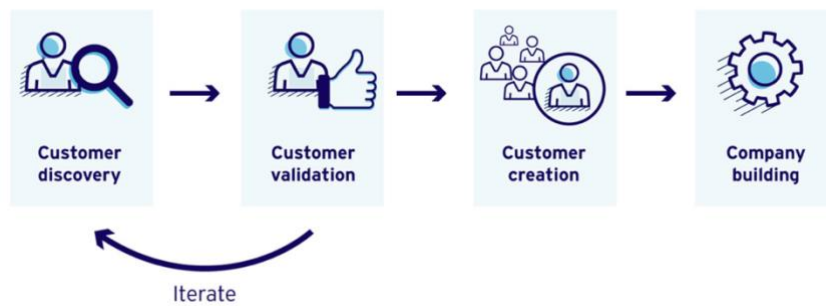 Customer
discovery
Customer
validation
Customer
creation
Company
building
Iterate